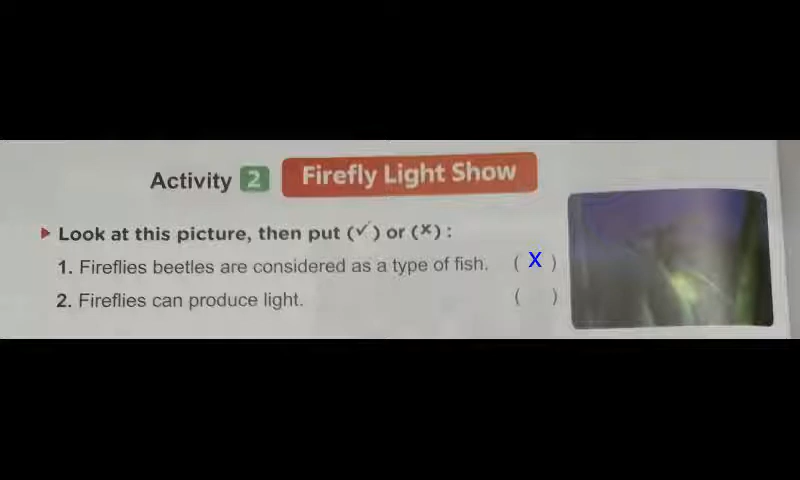 Activity 2 Firefly Light Show
Look at this picture, then put (✓) or (×) :
1. Fireflies beetles are considered as a type of fish. ( X )
2. Fireflies can produce light. ( )